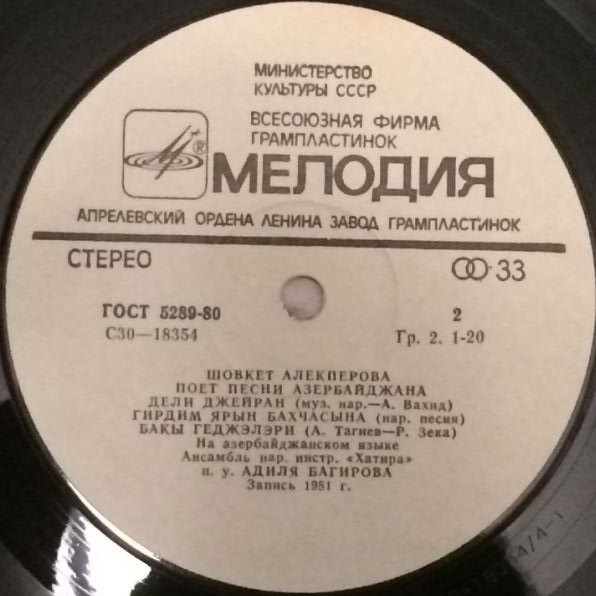 МИНИСТЕРСТВО
КУЛЬТУРЫ СССР
ВСЕСОЮЗНАЯ ФИРМА
ГРАМПЛАСТИНОК
® МЕЛОДИЯ
АПРЕЛЕВСКИЙ ОРДЕНА ЛЕНИНА ЗАВОД ГРАМПЛАСТИНОК
СТЕРЕО
33
ГОСТ 5289-80
2
С30—18354
Гр. 2. 1-20
ШОВКЕТ АЛЕКПЕРОВА
ПОЕТ ПЕСНИ АЗЕРБАЙДЖАНА
ДЕЛИ ДЖЕЙРАН (муз. нар.—А. Вахид)
ГИРДИМ ЯРЫН БАХЧАСЫНА (нар. песня)
БАКЫ ГЕДЖЭЛЭРИ (А. Тагиев—Р. Зека)
На азербайджанском языке
Ансамбль нар. инстр. «Хатира»
п. у. АДИЛЯ БАГИРОВА
Запись 1981 г.